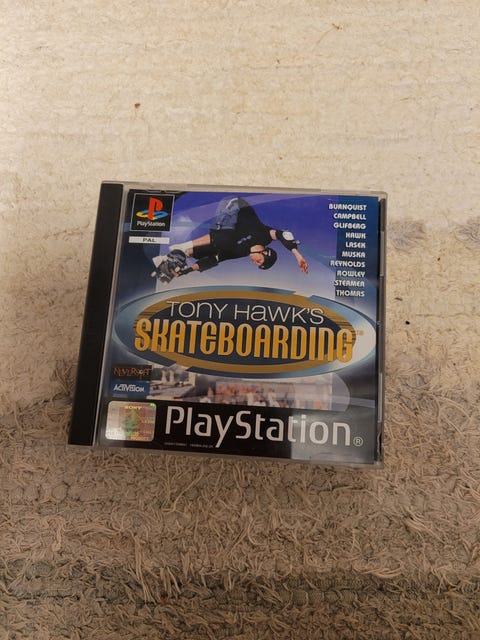 PlayStation
PAL
BURNQUIST
CAMPBELL
GLIFBERG
HAWK
LASEK
MUSKA
REYNOLDS
ROWLEY
STEAMER
THOMAS
TONY HAWK'S
SKATEBOARDING
NEVERSOFT
ACTIVISION
SONY
PlayStation®